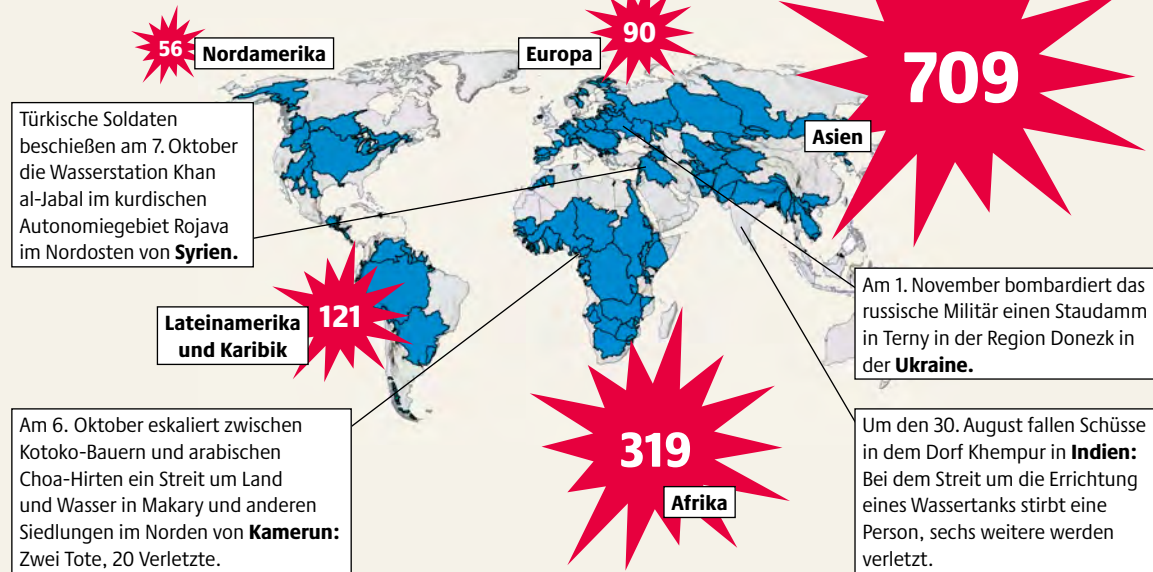 56
Nordamerika
Europa
90
709
Asien
Türkische Soldaten
beschießen am 7. Oktober
die Wasserstation Khan
al-Jabal im kurdischen
Autonomiegebiet Rojava
im Nordosten von Syrien.
Lateinamerika
und Karibik
121
Am 1. November bombardiert das
russische Militär einen Staudamm
in Terny in der Region Donezk in
der Ukraine.
Am 6. Oktober eskaliert zwischen
Kotoko-Bauern und arabischen
Choa-Hirten ein Streit um Land
und Wasser in Makary und anderen
Siedlungen im Norden von Kamerun:
Zwei Tote, 20 Verletzte.
319
Afrika
Um den 30. August fallen Schüsse
in dem Dorf Khempur in Indien:
Bei dem Streit um die Errichtung
eines Wassertanks stirbt eine
Person, sechs weitere werden
verletzt.